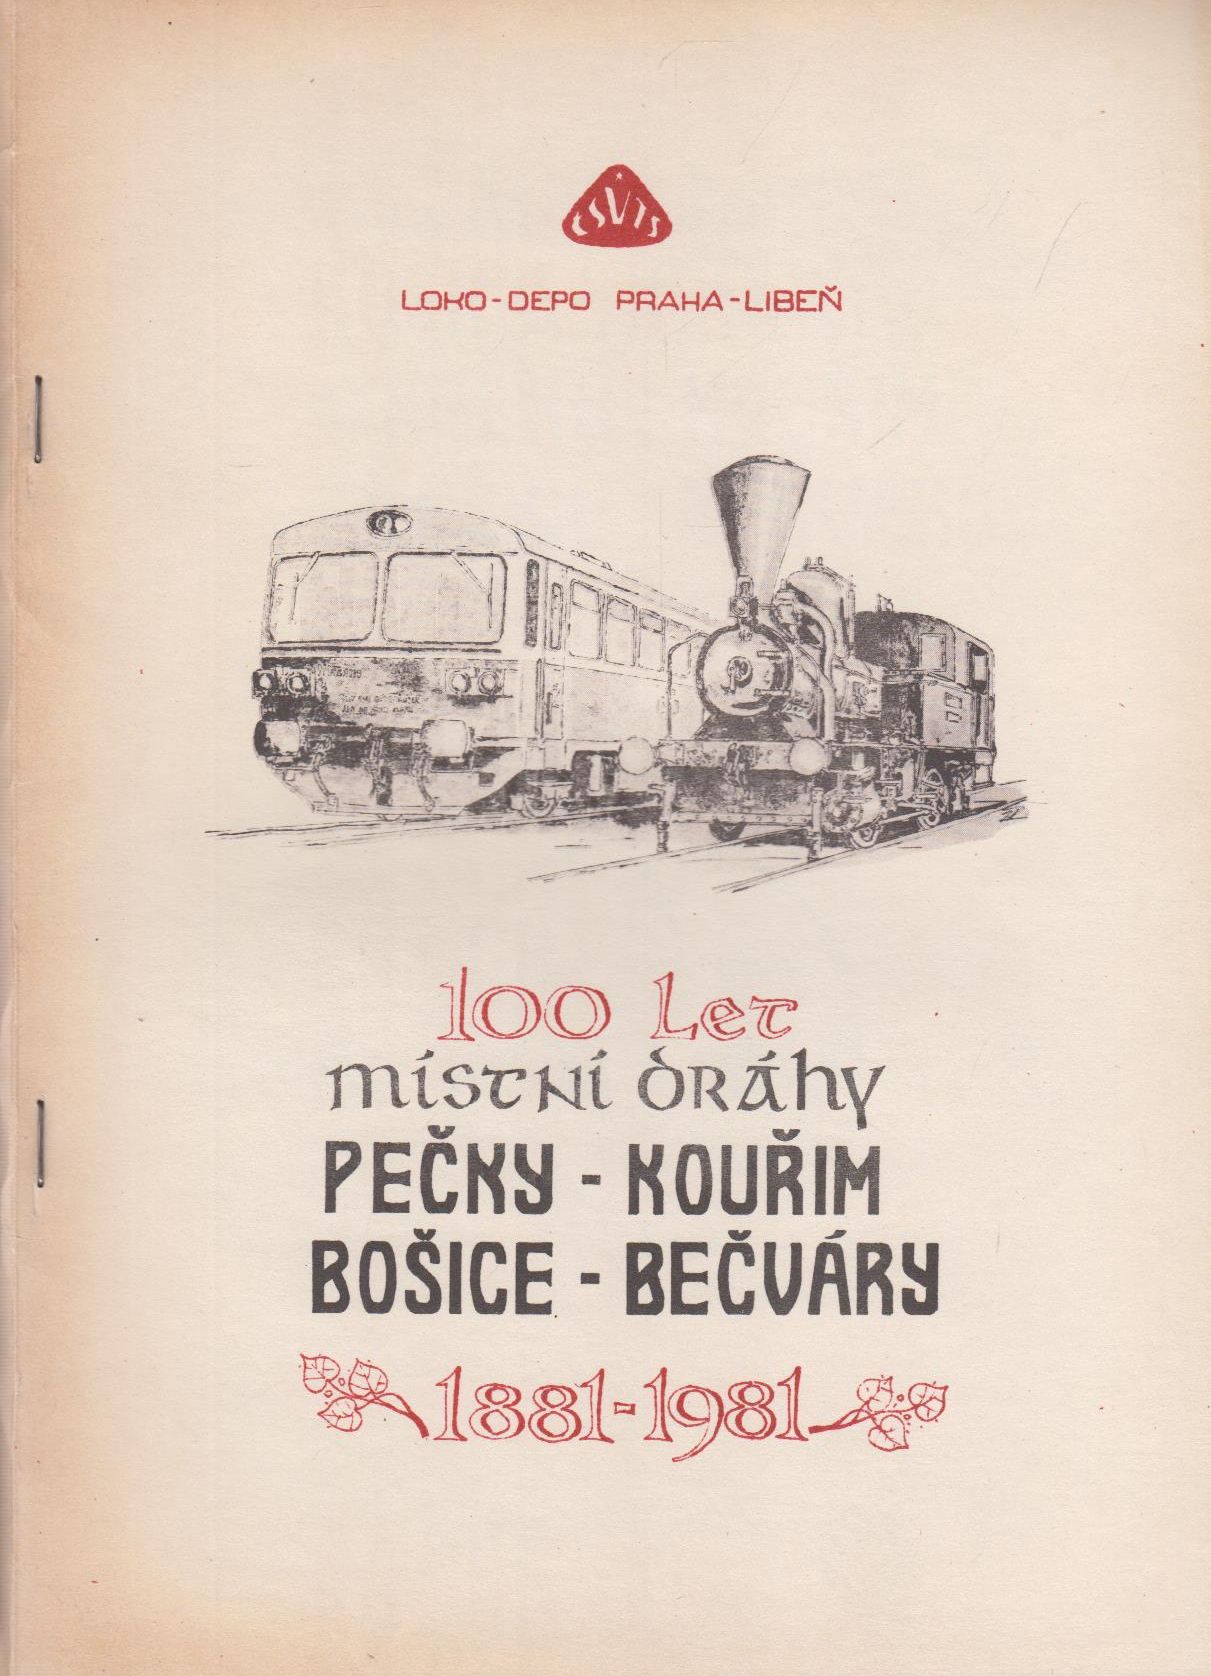 ČSVTS
LOKO-DEPO PRAHA-LIBEŇ
100 Let
místní dráhy
PEČKY - KOUŘIM
BOŠICE - BEČVÁRY
1881-1981